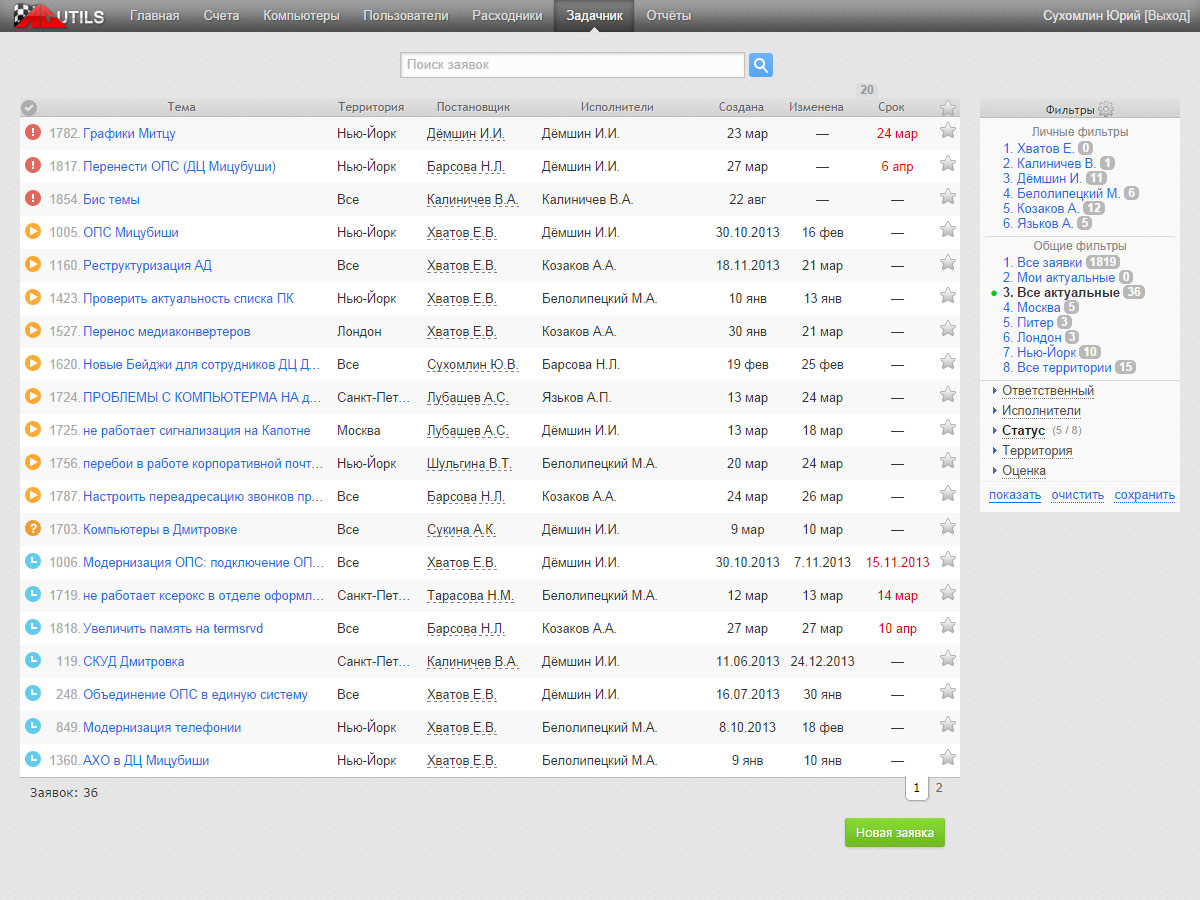 ALUTILS Главная Счета Компьютеры Пользователи Расходники Задачник Отчёты Сухомлин Юрий [Выход]
Поиск заявок
20
Тема Территория Постановщик Исполнители Создана Изменена Срок
1782. Графики Митцу Нью-Йорк Дёмшин И.И. Дёмшин И.И. 23 мар — 24 мар
1817. Перенести ОПС (ДЦ Мицубуши) Нью-Йорк Барсова Н.Л. Дёмшин И.И. 27 мар — 6 апр
1854. Бис темы Все Калиничев В.А. Калиничев В.А. 22 авг — —
1005. ОПС Мицубиши Нью-Йорк Хватов Е.В. Дёмшин И.И. 30.10.2013 16 фев —
1160. Реструктуризация АД Все Хватов Е.В. Козаков А.А. 18.11.2013 21 мар —
1423. Проверить актуальность списка ПК Нью-Йорк Хватов Е.В. Белолипецкий М.А. 10 янв 13 янв —
1527. Перенос медиаконвертеров Лондон Хватов Е.В. Козаков А.А. 30 янв 21 мар —
1620. Новые Бейджи для сотрудников ДЦ Д... Все Сухомлин Ю.В. Барсова Н.Л. 19 фев 25 фев —
1724. ПРОБЛЕМЫ С КОМПЬЮТЕРМА НА д... Санкт-Пет... Лубашев А.С. Язьков А.П. 13 мар 24 мар —
1725. не работает сигнализация на Капотне Москва Лубашев А.С. Дёмшин И.И. 13 мар 18 мар —
1756. перебои в работе корпоративной почт... Нью-Йорк Шульгина В.Т. Белолипецкий М.А. 20 мар 24 мар —
1787. Настроить переадресацию звонков пр... Все Барсова Н.Л. Козаков А.А. 24 мар 26 мар —
1703. Компьютеры в Дмитровке Все Сукина А.К. Дёмшин И.И. 9 мар 10 мар —
1006. Модернизация ОПС: подключение ОП... Все Хватов Е.В. Дёмшин И.И. 30.10.2013 7.11.2013 15.11.2013
1719. не работает ксерокс в отделе оформл... Санкт-Пет... Тарасова Н.М. Белолипецкий М.А. 12 мар 13 мар 14 мар
1818. Увеличить память на termsrvd Все Барсова Н.Л. Козаков А.А. 27 мар 27 мар 10 апр
119. СКУД Дмитровка Санкт-Пет... Калиничев В.А. Дёмшин И.И. 11.06.2013 24.12.2013 —
248. Объединение ОПС в единую систему Все Хватов Е.В. Дёмшин И.И. 16.07.2013 30 янв —
849. Модернизация телефонии Нью-Йорк Хватов Е.В. Белолипецкий М.А. 8.10.2013 18 фев —
1360. АХО в ДЦ Мицубиши Нью-Йорк Хватов Е.В. Белолипецкий М.А. 9 янв 10 янв —
Заявок: 36
1 2
Новая заявка
Фильтры
Личные фильтры
1. Хватов Е. 0
2. Калиничев В. 1
3. Дёмшин И. 11
4. Белолипецкий М. 6
5. Козаков А. 12
6. Язьков А. 5
Общие фильтры
1. Все заявки 1819
2. Мои актуальные 0
3. Все актуальные 36
4. Москва 5
5. Питер 3
6. Лондон 3
7. Нью-Йорк 10
8. Все территории 15
Ответственный
Исполнители
Статус (5 / 8)
Территория
Оценка
показать очистить сохранить